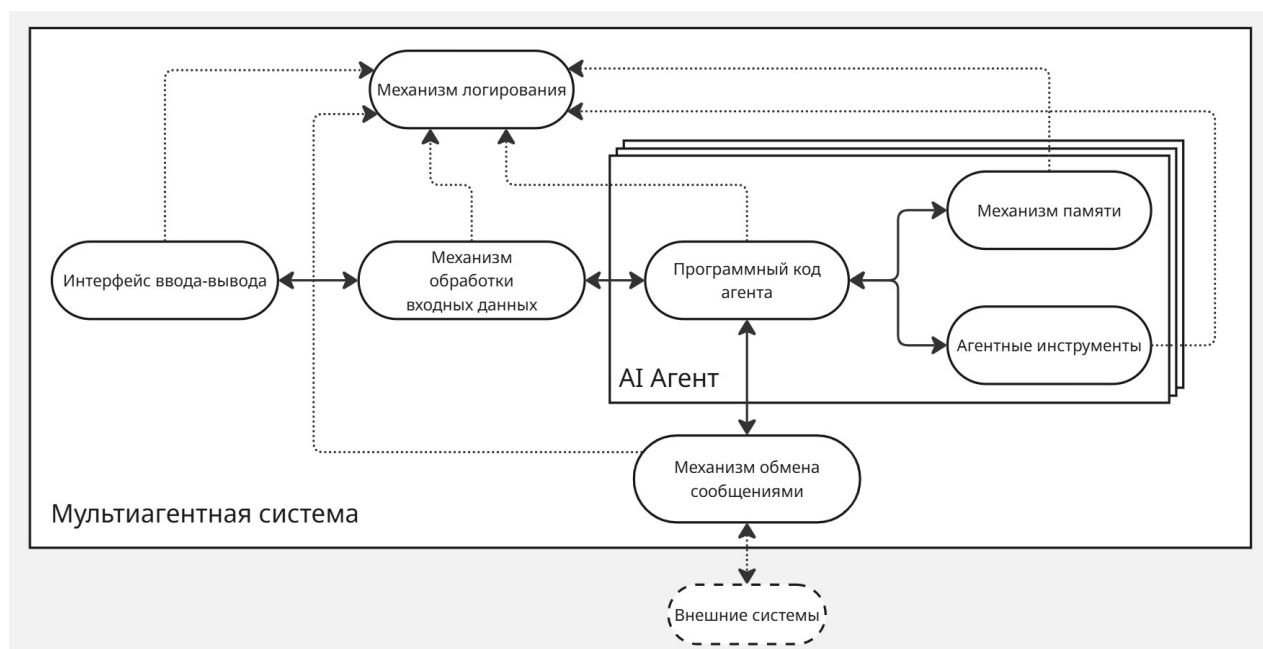 Механизм логирования
Механизм памяти
Интерфейс ввода-вывода
Механизм
обработки
входных данных
Программный код
агента
Агентные инструменты
AI Агент
Механизм обмена
сообщениями
Мультиагентная система
Внешние системы